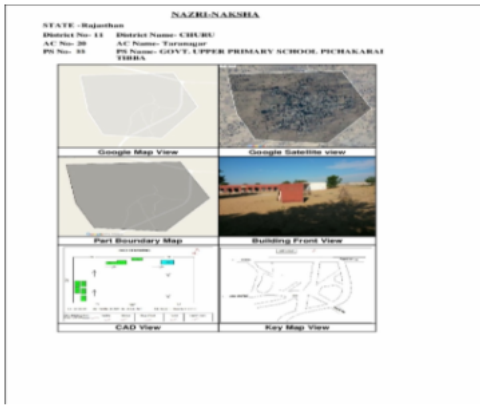 NAZRI-NAKSHA
STATE -Rajasthan
District No- 11 District Name- CHURU
AC No- 20 AC Name- Taranagar
PS No- 35 PS Name- GOVT. UPPER PRIMARY SCHOOL PICHAKARAI
TIBBA
Google Map View Google Satellite view
Part Boundary Map Building Front View
CAD View Key Map View